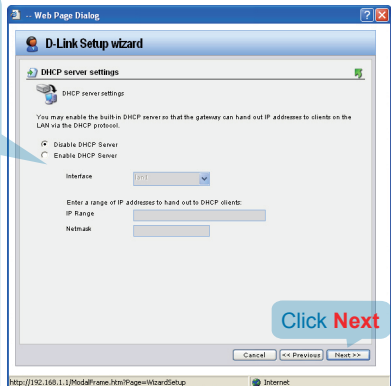 -- Web Page Dialog
D-Link Setup wizard
DHCP server settings
DHCP server settings
You may enable the built-in DHCP server so that the gateway can hand out IP addresses to clients on the
LAN via the DHCP protocol.
Disable DHCP Server
Enable DHCP Server
Interface
lan1
Enter a range of IP addresses to hand out to DHCP clients:
IP Range
Netmask
Click Next
Cancel
<< Previous
Next >>
http://192.168.1.1/ModalFrame.htm?Page=WizardSetup
Internet